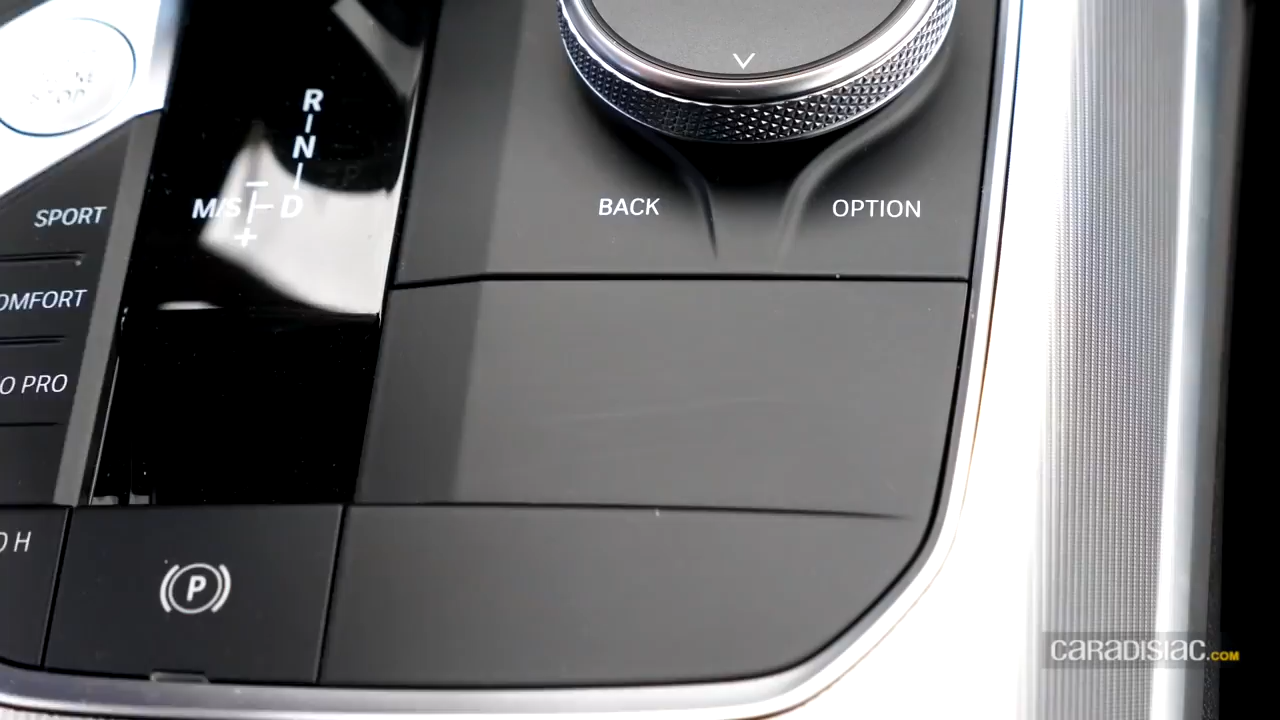 R
N
M/S D
SPORT
OMFORT
O PRO
O H
P
BACK
OPTION
CARADISIAC.COM